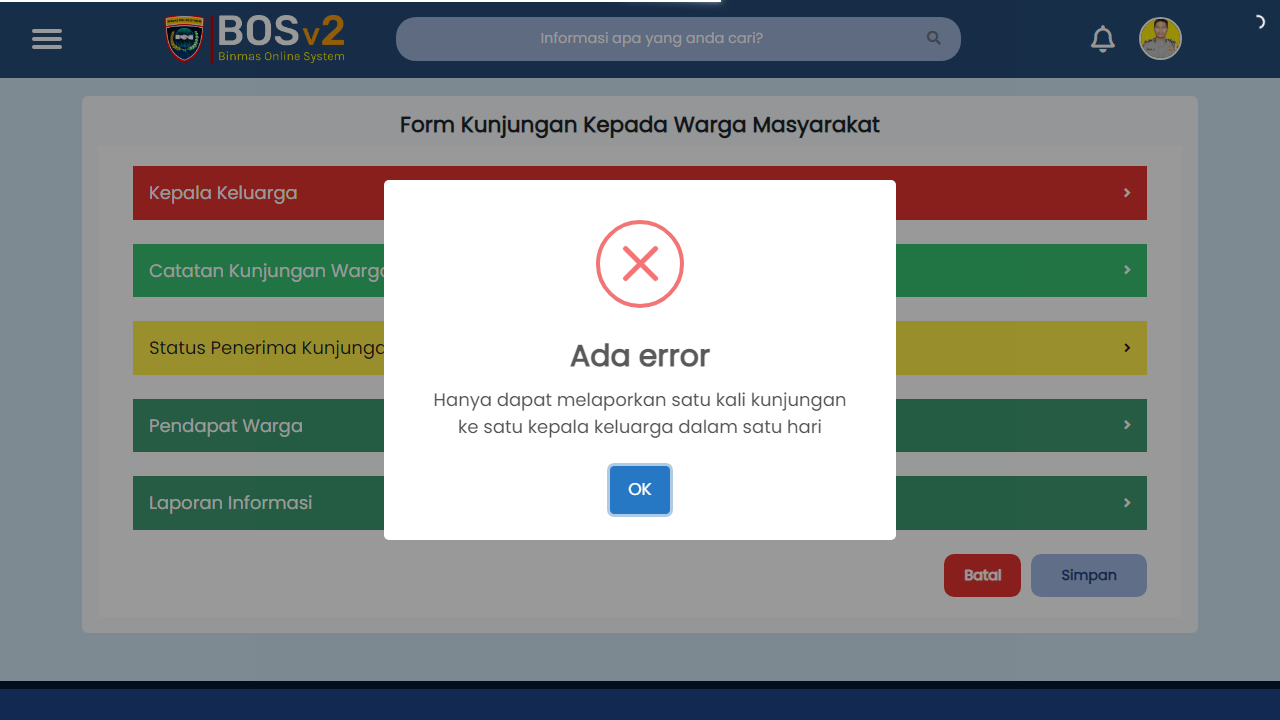 BOSv2
Binmas Online System
Informasi apa yang anda cari?
Form Kunjungan Kepada Warga Masyarakat
Kepala Keluarga
Catatan Kunjungan Warga
Status Penerima Kunjunga
Pendapat Warga
Laporan Informasi
Ada error
Hanya dapat melaporkan satu kali kunjungan
ke satu kepala keluarga dalam satu hari
OK
Batal
Simpan